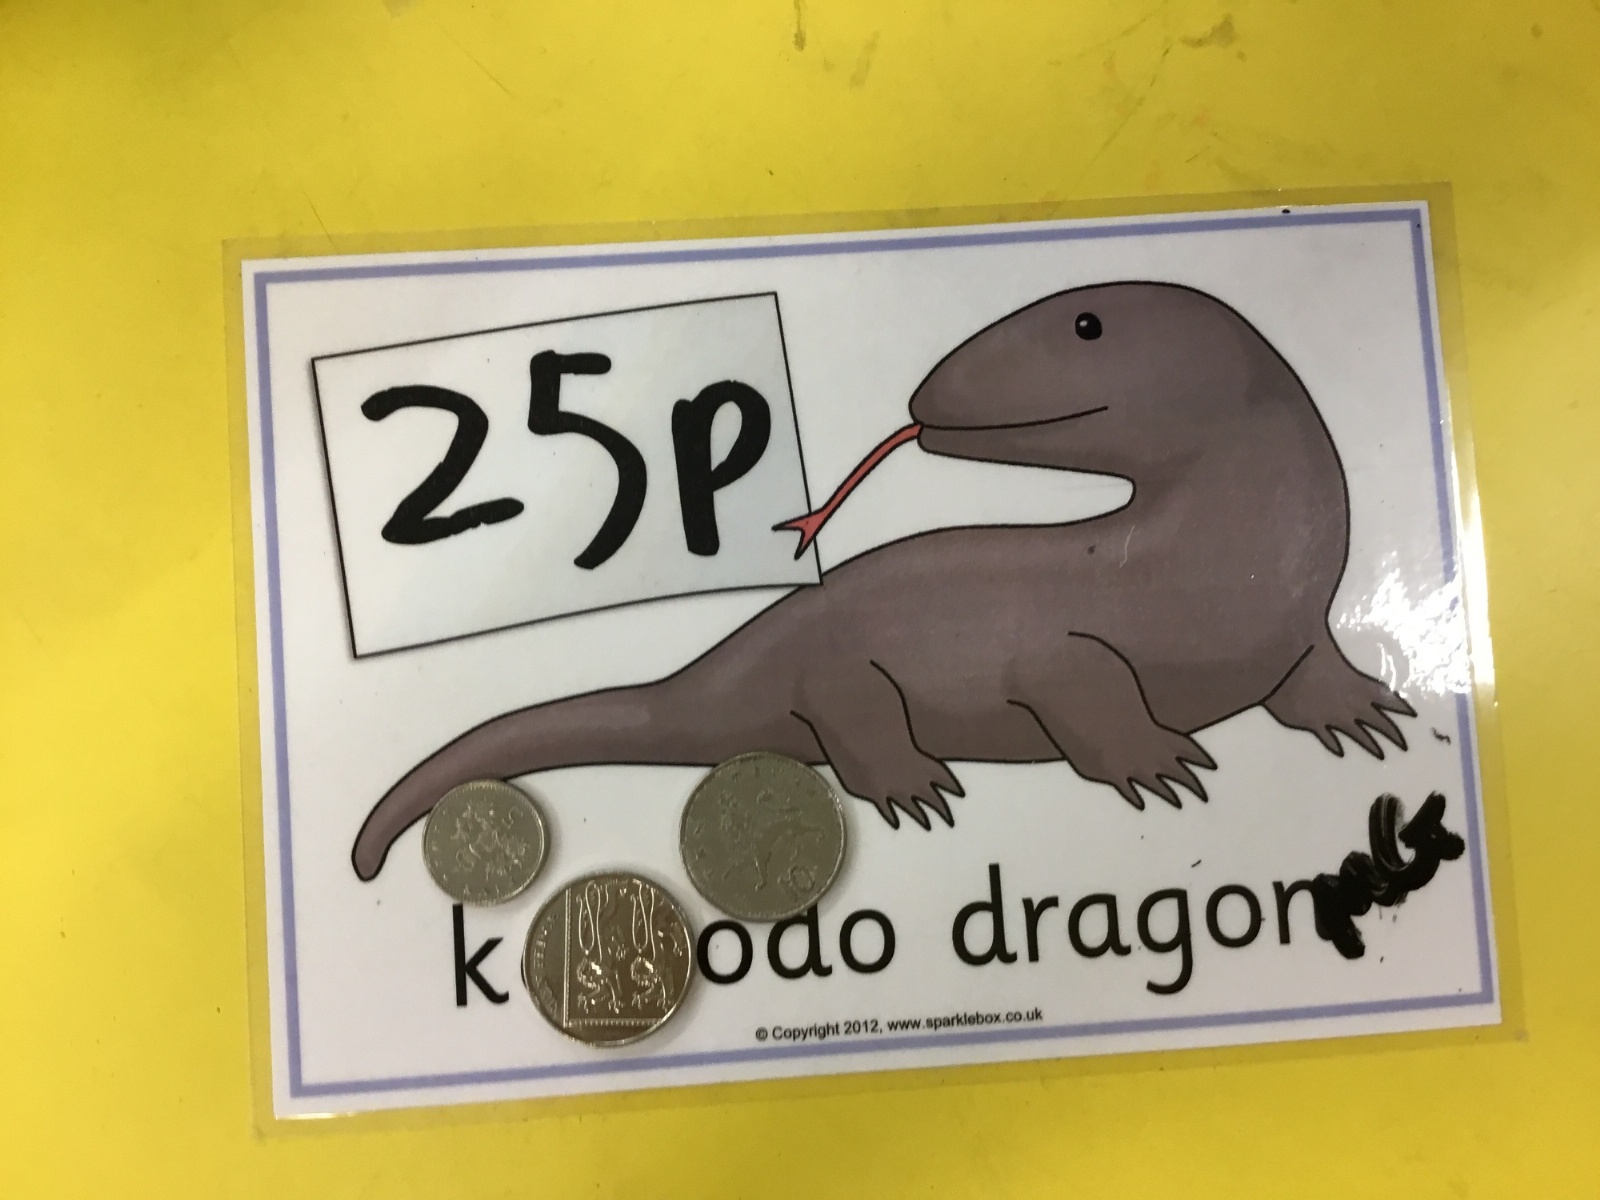 25p
k odo dragon
© Copyright 2012, www.sparklebox.co.uk